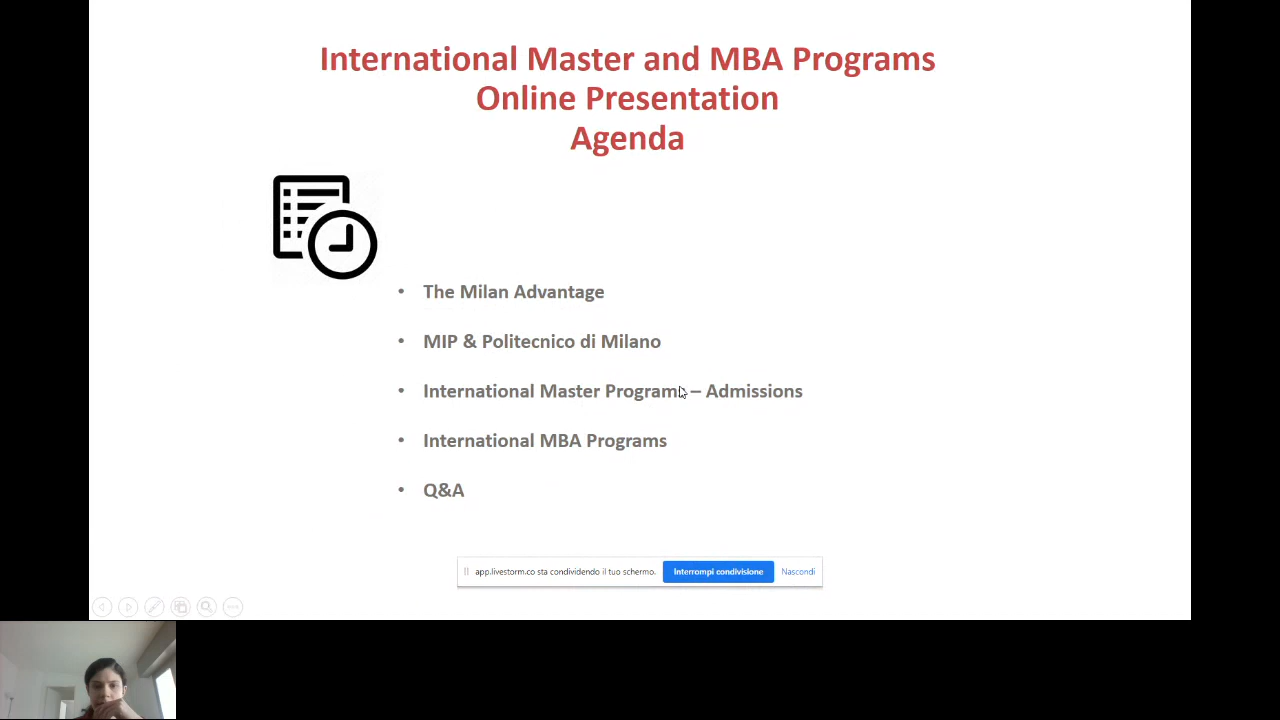 International Master and MBA Programs
Online Presentation
Agenda
• The Milan Advantage
• MIP & Politecnico di Milano
• International Master Programs – Admissions
• International MBA Programs
• Q&A
app.livestorm.co sta condividendo il tuo schermo. Interrompi condivisione Nascondi